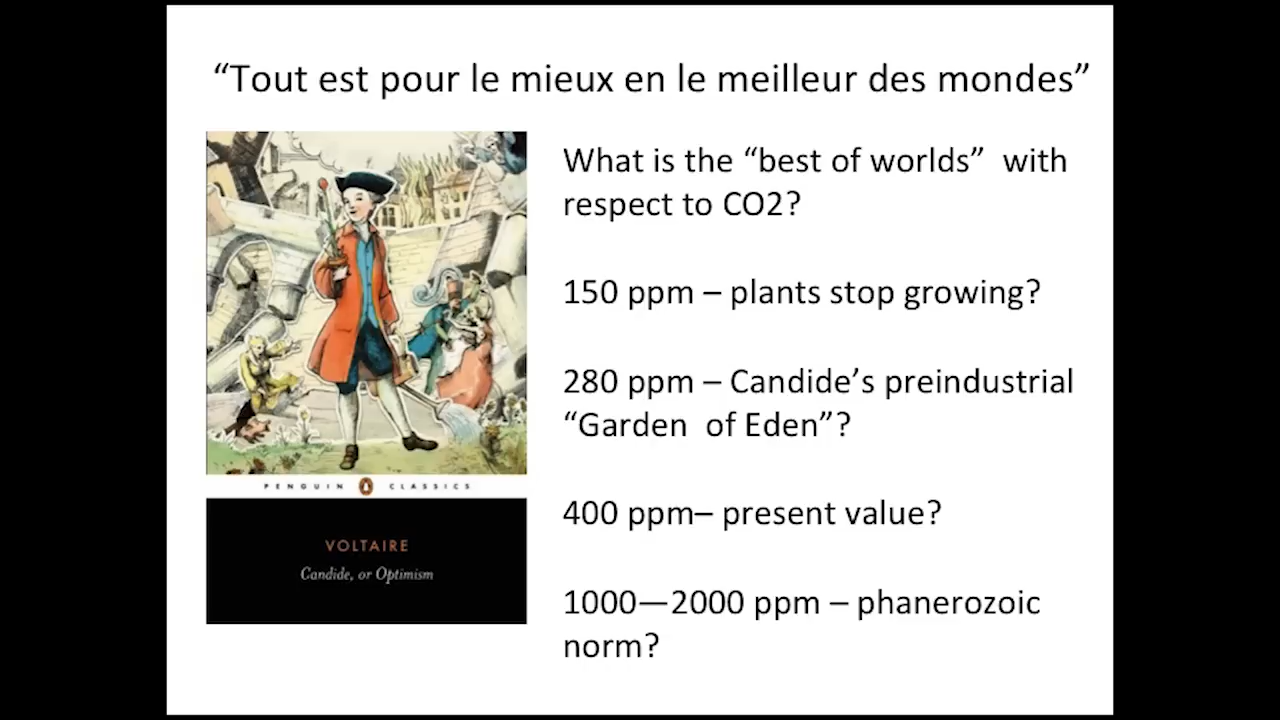 “Tout est pour le mieux en le meilleur des mondes”
What is the “best of worlds”  with
respect to CO2?
150 ppm – plants stop growing?
280 ppm – Candide’s preindustrial
“Garden  of Eden”?
400 ppm– present value?
1000—2000 ppm – phanerozoic
norm?
PENGUIN CLASSICS
VOLTAIRE
Candide, or Optimism